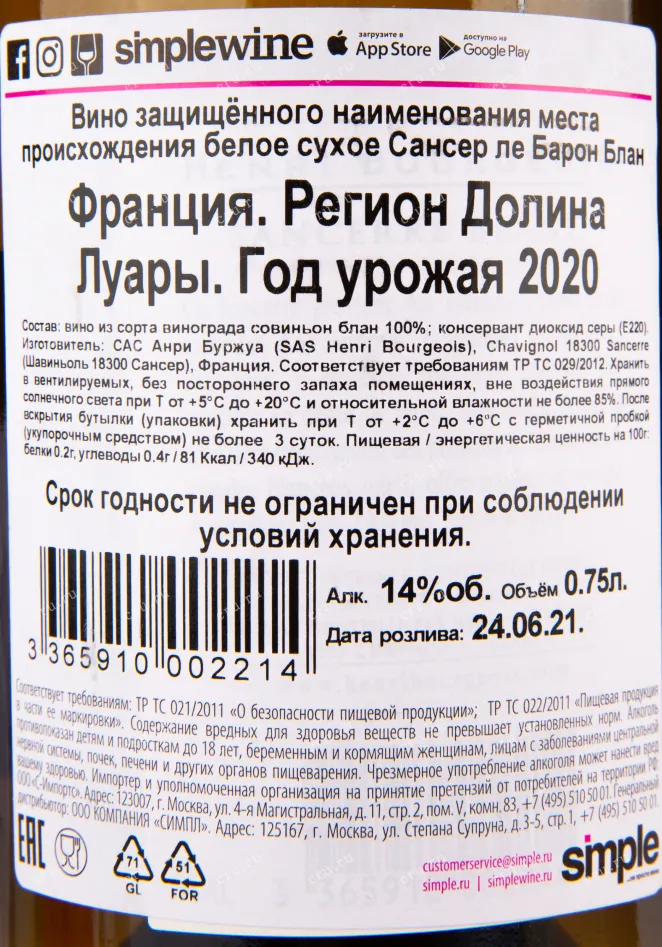 simplewine загрузите в App Store доступно на Google Play
Вино защищённого наименования места
происхождения белое сухое Сансер ле Барон Блан
Франция. Регион Долина
Луары. Год урожая 2020
Состав: вино из сорта винограда совиньон блан 100%; консервант диоксид серы (E220).
Изготовитель: САС Анри Буржуа (SAS Henri Bourgeois), Chavignol 18300 Sancerre
(Шавиньоль 18300 Сансер), Франция. Соответствует требованиям ТР ТС 029/2012. Хранить
в вентилируемых, без постороннего запаха помещениях, вне воздействия прямого
солнечного света при Т от +5°С до +20°С и относительной влажности не более 85%. После
вскрытия бутылки (упаковки) хранить при Т от +2°С до +6°С с герметичной пробкой
(укупорочным средством) не более 3 суток. Пищевая / энергетическая ценность на 100г:
белки 0.2г, углеводы 0.4г / 81 Ккал / 340 кДж.
Срок годности не ограничен при соблюдении
условий хранения.
Алк. 14%об. Объём 0.75л.
Дата розлива: 24.06.21.
3 365910 002214
Соответствует требованиям: ТР ТС 021/2011 «О безопасности пищевой продукции»; ТР ТС 022/2011 «Пищевая продукция
в части ее маркировки». Содержание вредных для здоровья веществ не превышает установленных норм. Алкоголь
противопоказан детям и подросткам до 18 лет, беременным и кормящим женщинам, лицам с заболеваниями центральной
нервной системы, почек, печени и других органов пищеварения. Чрезмерное употребление алкоголя может нанести вред
вашему здоровью. Импортер и уполномоченная организация на принятие претензий от потребителей на территории РФ:
ООО «С-Импорт». Адрес: 123007, г. Москва, ул. 4-я Магистральная, д. 11, стр. 2, пом. V, комн. 83, +7 (495) 510 50 01. Генеральный
дистрибьютор: ООО КОМПАНИЯ «СИМПЛ». Адрес: 125167, г. Москва, ул. Степана Супруна, д. 3-5, стр. 1, +7 (495) 510 50 01.
EAC
71
GL
51
FOR
customerservice@simple.ru
simple.ru | simplewine.ru
simple